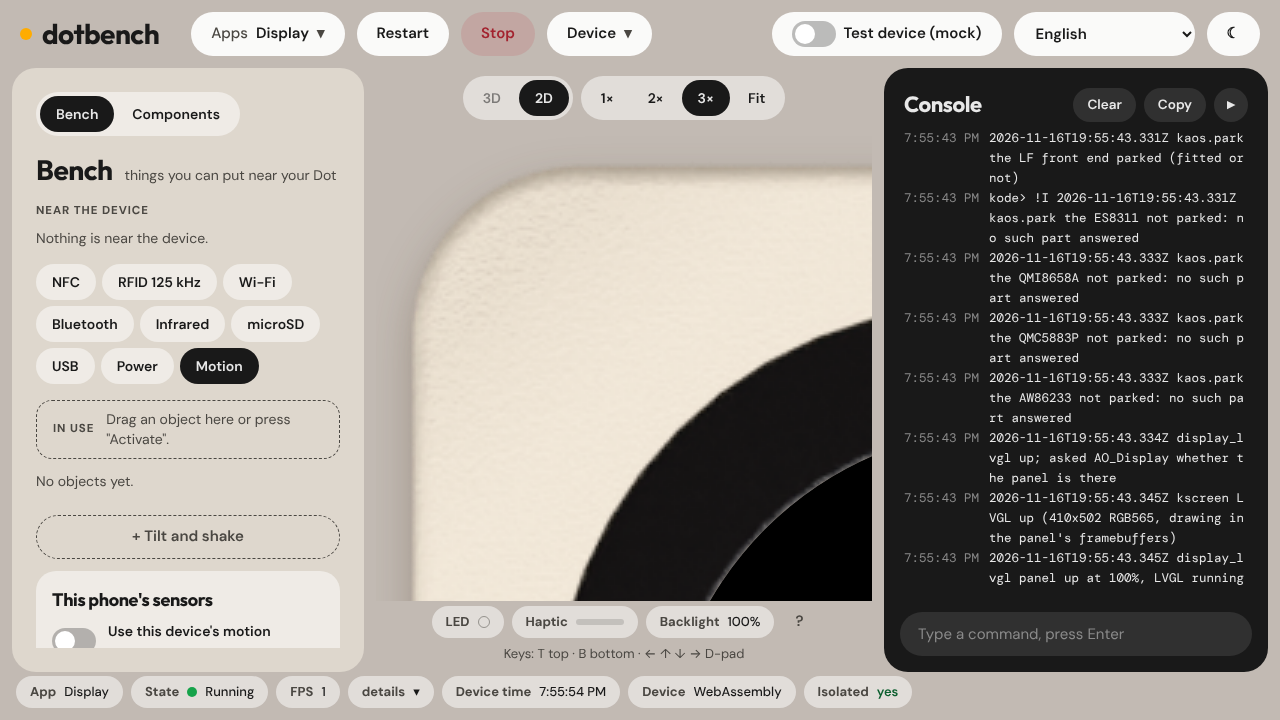 dotbench
Apps Display ▾
Restart
Stop
Device ▾
Test device (mock)
English
Bench
Components
Bench things you can put near your Dot
NEAR THE DEVICE
Nothing is near the device.
NFC
RFID 125 kHz
Wi-Fi
Bluetooth
Infrared
microSD
USB
Power
Motion
IN USE
Drag an object here or press
"Activate".
No objects yet.
+ Tilt and shake
This phone's sensors
Use this device's motion
3D
2D
1×
2×
3×
Fit
LED
Haptic
Backlight 100%
?
Keys: T top · B bottom · ← ↑ ↓ → D-pad
Console
Clear
Copy
7:55:43 PM 2026-11-16T19:55:43.331Z kaos.park
the LF front end parked (fitted or
not)
7:55:43 PM kode> !I 2026-11-16T19:55:43.331Z
kaos.park the ES8311 not parked: n
o such part answered
7:55:43 PM 2026-11-16T19:55:43.333Z kaos.park
the QMI8658A not parked: no such p
art answered
7:55:43 PM 2026-11-16T19:55:43.333Z kaos.park
the QMC5883P not parked: no such p
art answered
7:55:43 PM 2026-11-16T19:55:43.333Z kaos.park
the AW86233 not parked: no such pa
rt answered
7:55:43 PM 2026-11-16T19:55:43.334Z display_l
vgl up; asked AO_Display whether t
he panel is there
7:55:43 PM 2026-11-16T19:55:43.345Z kscreen L
VGL up (410x502 RGB565, drawing in
the panel's framebuffers)
7:55:43 PM 2026-11-16T19:55:43.345Z display_l
vgl panel up at 100%, LVGL running
Type a command, press Enter
App Display
State Running
FPS 1
details ▾
Device time 7:55:54 PM
Device WebAssembly
Isolated yes